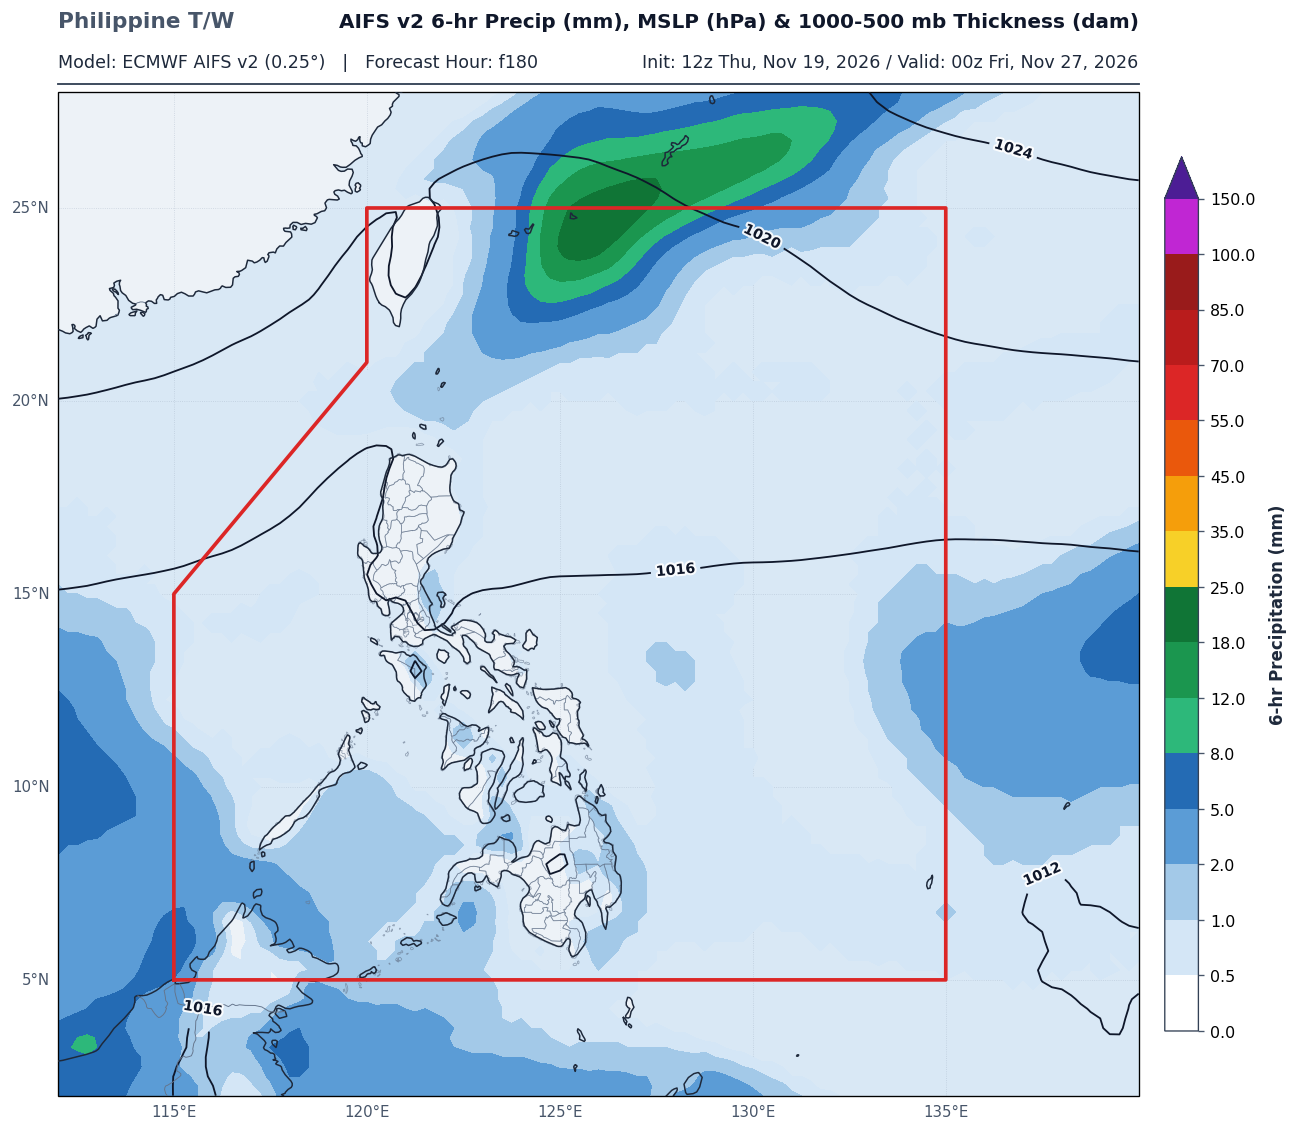 Philippine T/W
AIFS v2 6-hr Precip (mm), MSLP (hPa) & 1000-500 mb Thickness (dam)
Model: ECMWF AIFS v2 (0.25°) | Forecast Hour: f180
Init: 12z Thu, Nov 19, 2026 / Valid: 00z Fri, Nov 27, 2026
1024
1020
1016
1012
1016
25°N
20°N
15°N
10°N
5°N
115°E
120°E
125°E
130°E
135°E
150.0
100.0
85.0
70.0
55.0
45.0
35.0
25.0
18.0
12.0
8.0
5.0
2.0
1.0
0.5
0.0
6-hr Precipitation (mm)